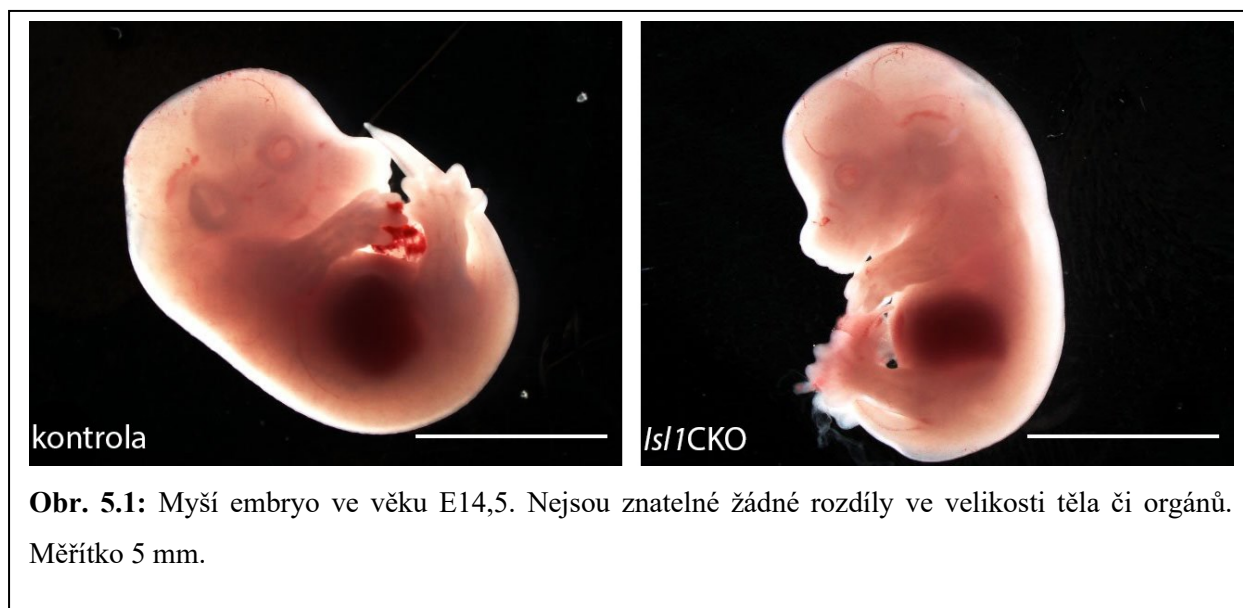 kontrola
Isl1CKO
Obr. 5.1: Myší embryo ve věku E14,5. Nejsou znatelné žádné rozdíly ve velikosti těla či orgánů.
Měřítko 5 mm.